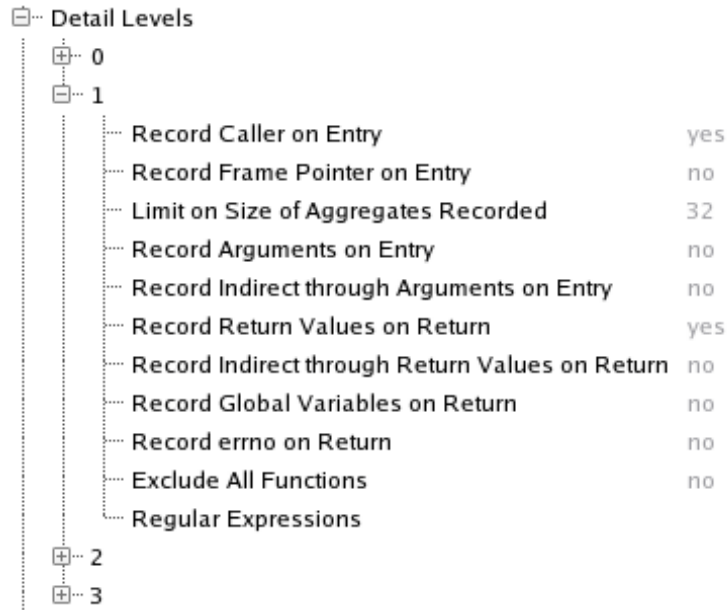 Detail Levels
0
1
Record Caller on Entry yes
Record Frame Pointer on Entry no
Limit on Size of Aggregates Recorded 32
Record Arguments on Entry no
Record Indirect through Arguments on Entry no
Record Return Values on Return yes
Record Indirect through Return Values on Return no
Record Global Variables on Return no
Record errno on Return no
Exclude All Functions no
Regular Expressions
2
3